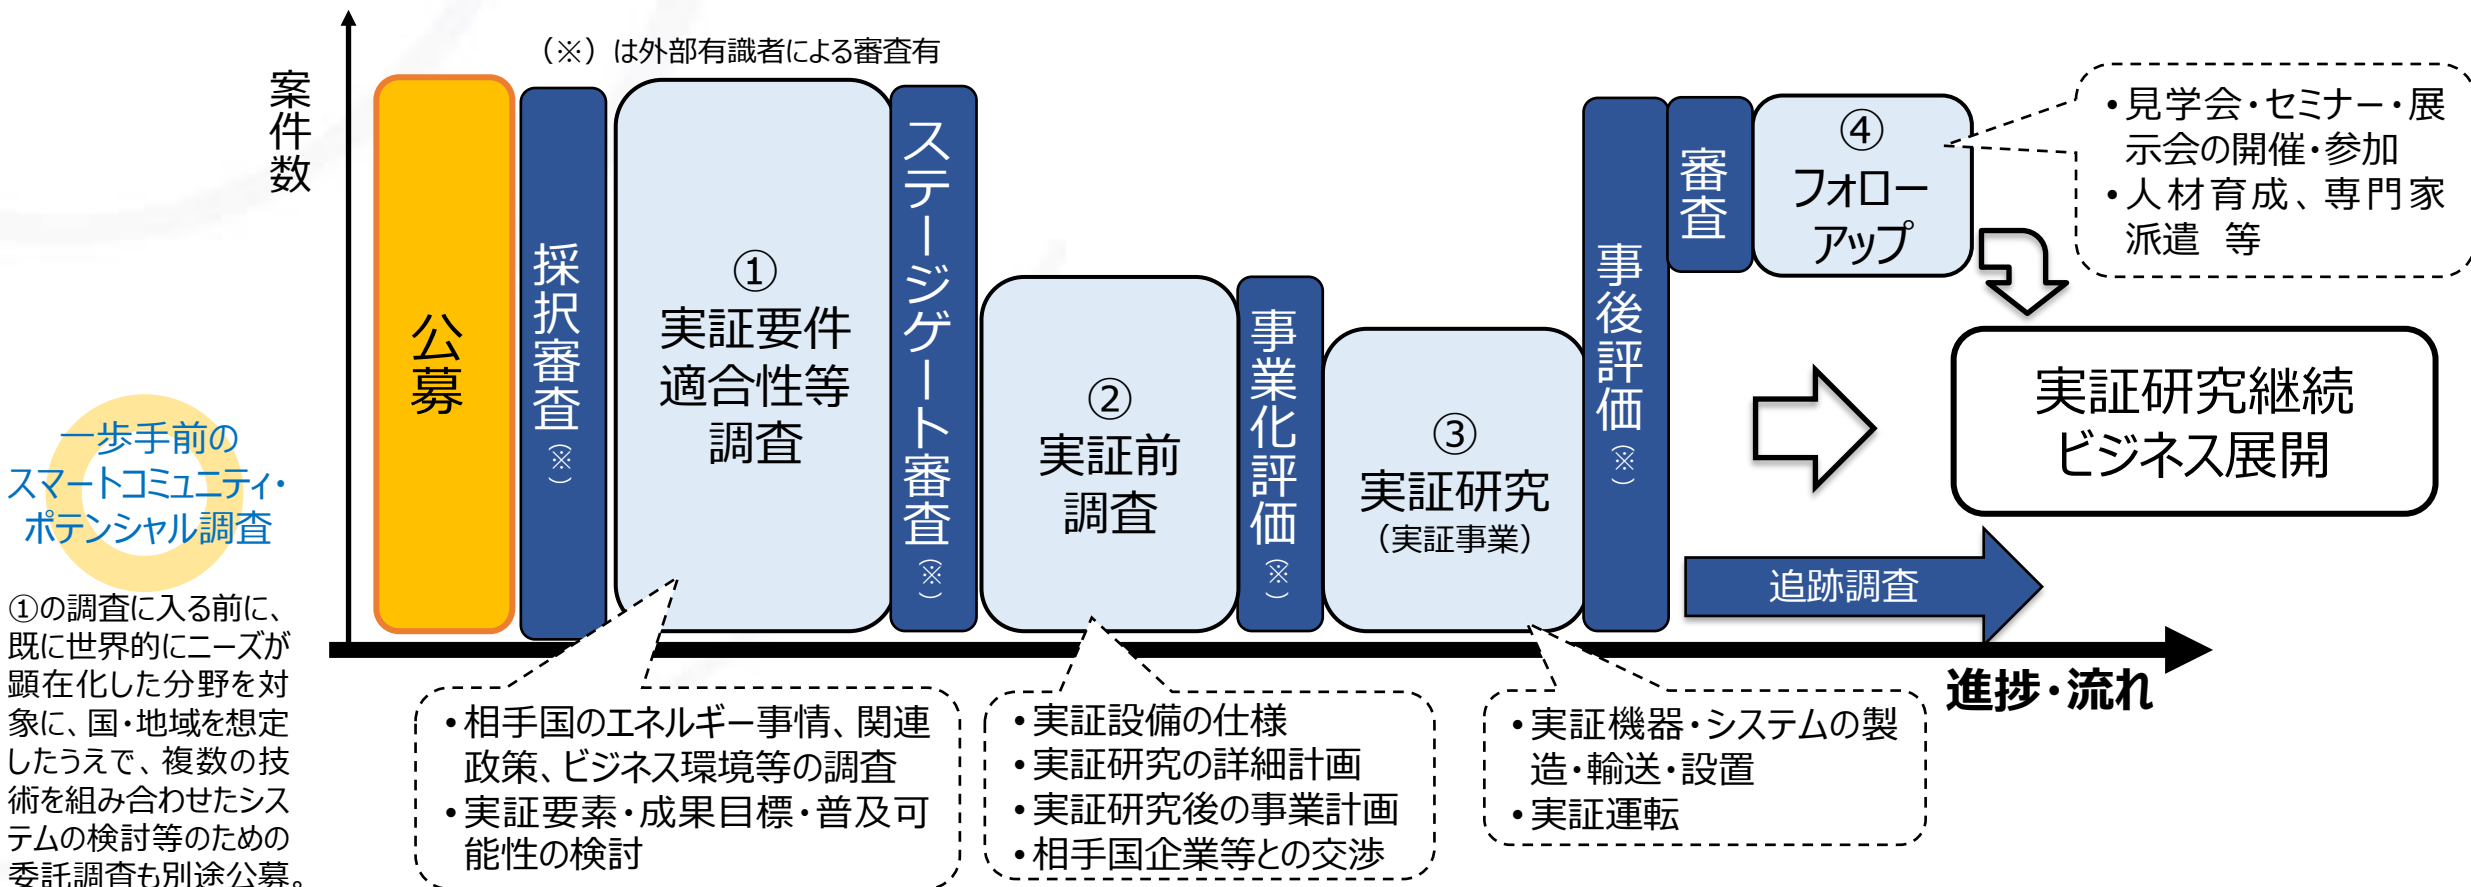 (※)は外部有識者による審査有
案件数
公募
採択審査(※)
①
実証要件
適合性等
調査
ステージゲート審査(※)
②
実証前
調査
事業化評価(※)
③
実証研究
(実証事業)
事後評価(※)
審査
④
フォロー
アップ
•見学会・セミナー・展
示会の開催・参加
•人材育成、専門家
派遣 等
実証研究継続
ビジネス展開
追跡調査
進捗・流れ
一歩手前の
スマートコミュニティ・
ポテンシャル調査
①の調査に入る前に、
既に世界的にニーズが
顕在化した分野を対
象に、国・地域を想定
したうえで、複数の技
術を組み合わせたシス
テムの検討等のための
委託調査も別途公募。
•相手国のエネルギー事情、関連
政策、ビジネス環境等の調査
•実証要素・成果目標・普及可
能性の検討
•実証設備の仕様
•実証研究の詳細計画
•実証研究後の事業計画
•相手国企業等との交渉
•実証機器・システムの製
造・輸送・設置
•実証運転